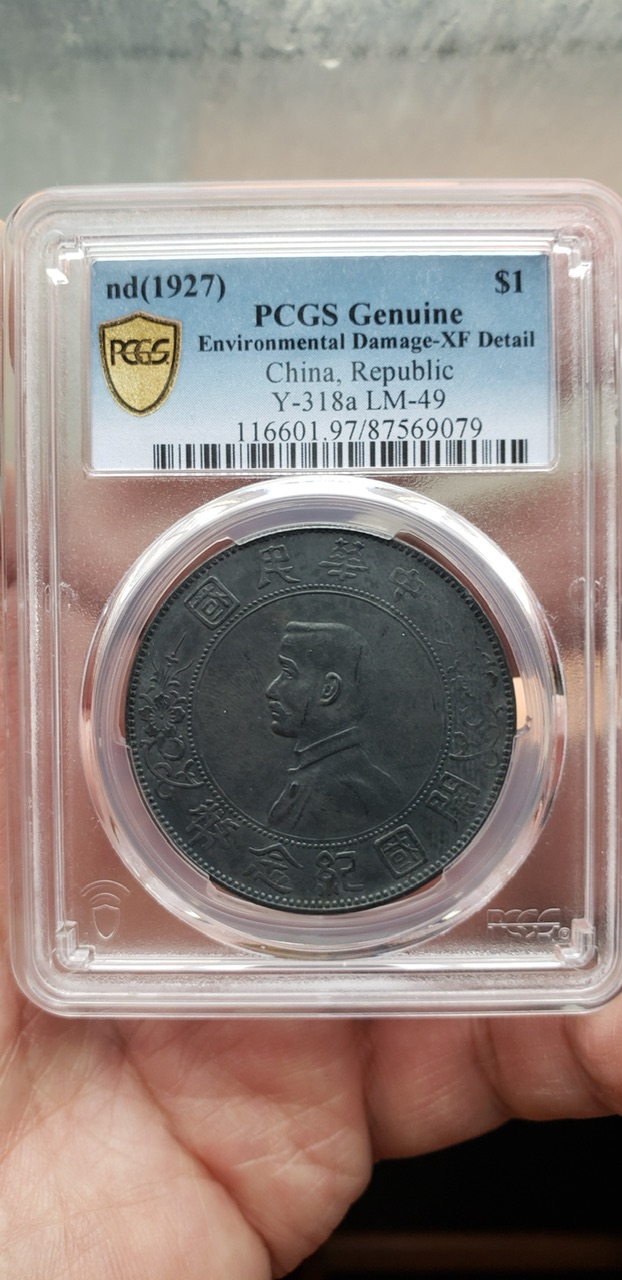 nd(1927) $1
PCGS Genuine
PCGS
Environmental Damage-XF Detail
China, Republic
Y-318a LM-49
116601.97/87569079
國民華中
幣念紀國開
PCGS